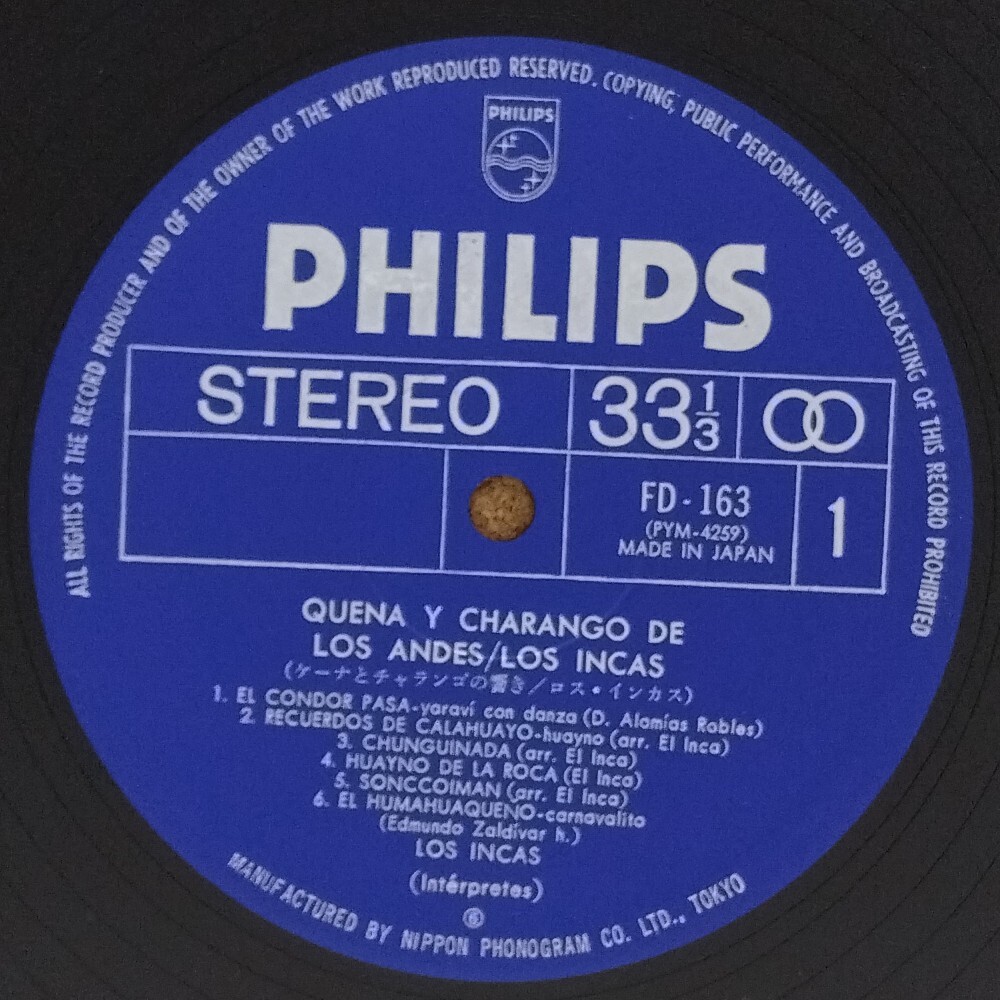 ALL RIGHTS OF THE RECORD PRODUCER AND OF THE OWNER OF THE WORK REPRODUCED RESERVED. COPYING, PUBLIC PERFORMANCE AND BROADCASTING OF THIS RECORD PROHIBITED
PHILIPS
PHILIPS
STEREO 33 1/3
FD-163
(PYM-4259)
MADE IN JAPAN
1
QUENA Y CHARANGO DE
LOS ANDES/LOS INCAS
(ケーナとチャランゴの響き/ロス・インカス)
1. EL CONDOR PASA-yaraví con danza (D. Alomías Robles)
2. RECUERDOS DE CALAHUAYO-huayno (arr. El Inca)
3. CHUNGUINADA (arr. El Inca)
4. HUAYNO DE LA ROCA (El Inca)
5. SONCCOIMAN (arr. El Inca)
6. EL HUMAHUAQUENO-carnavalito
(Edmundo Zaldívar h.)
LOS INCAS
(Intérpretes)
MANUFACTURED BY NIPPON PHONOGRAM CO. LTD., TOKYO